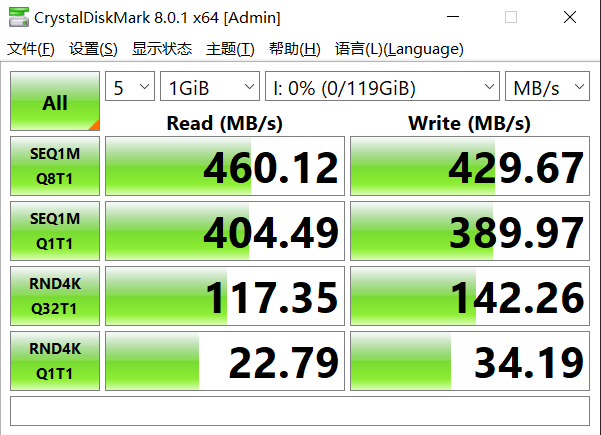 CrystalDiskMark 8.0.1 x64 [Admin]
文件(F) 设置(S) 显示状态 主题(T) 帮助(H) 语言(L)(Language)
All 5 1GiB I: 0% (0/119GiB) MB/s
Read (MB/s) Write (MB/s)
SEQ1M
Q8T1
460.12 429.67
SEQ1M
Q1T1
404.49 389.97
RND4K
Q32T1
117.35 142.26
RND4K
Q1T1
22.79 34.19